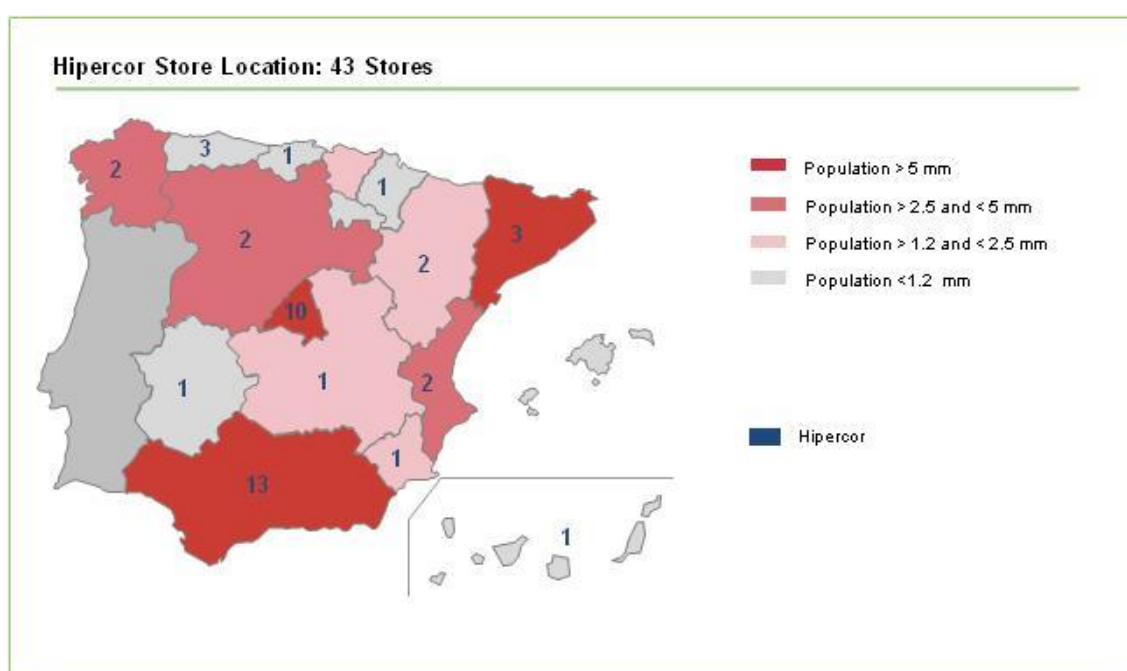 Hipercor Store Location: 43 Stores
2
3
1
1
2
2
3
10
1
1
2
1
13
1
Population > 5 mm
Population > 2.5 and < 5 mm
Population > 1.2 and < 2.5 mm
Population <1.2 mm
Hipercor